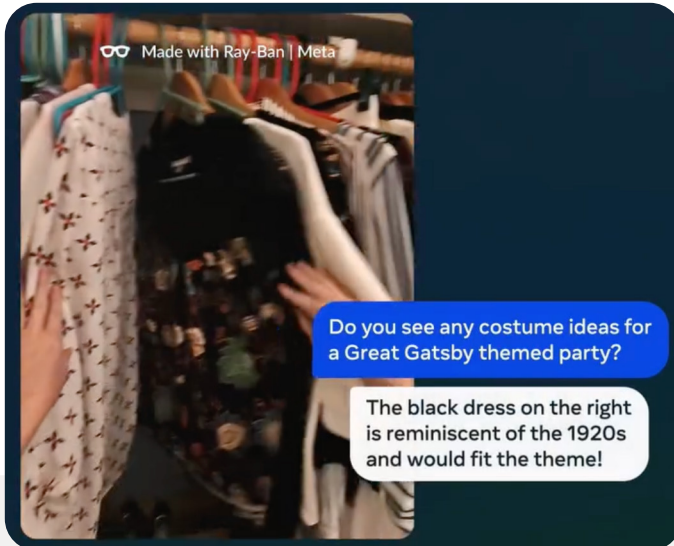 Made with Ray-Ban | Meta
Do you see any costume ideas for
a Great Gatsby themed party?
The black dress on the right
is reminiscent of the 1920s
and would fit the theme!